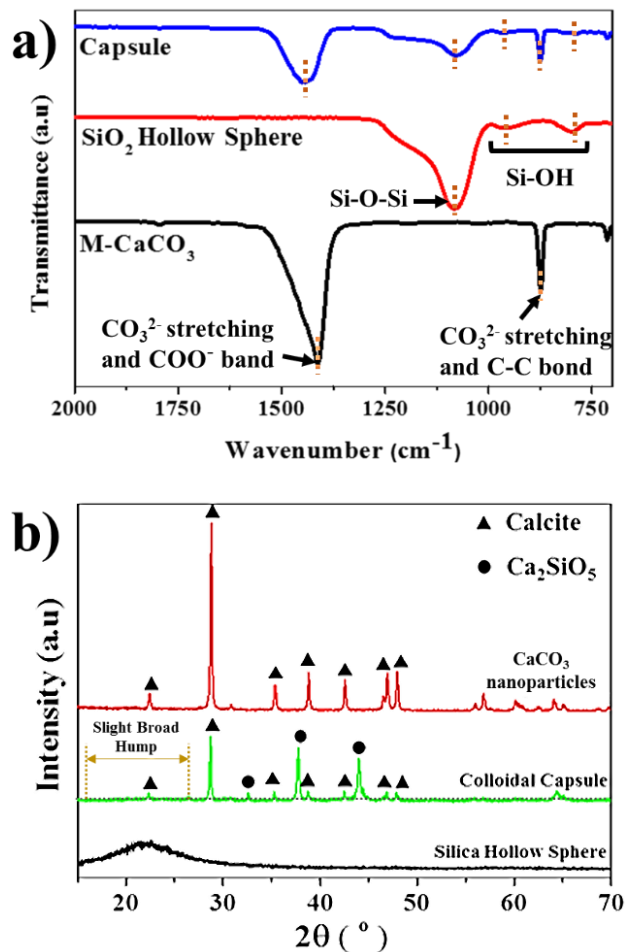 a)
Capsule
SiO₂ Hollow Sphere
Si-O-Si
Si-OH
M-CaCO₃
CO₃²⁻ stretching
and COO⁻ band
CO₃²⁻ stretching
and C-C bond
Transmittance (a.u)
2000 1750 1500 1250 1000 750
Wavenumber (cm⁻¹)
b)
▲ Calcite
● Ca₂SiO₅
CaCO₃
nanoparticles
Slight Broad
Hump
Colloidal Capsule
Silica Hollow Sphere
Intensity (a.u)
20 30 40 50 60 70
2θ ( ° )